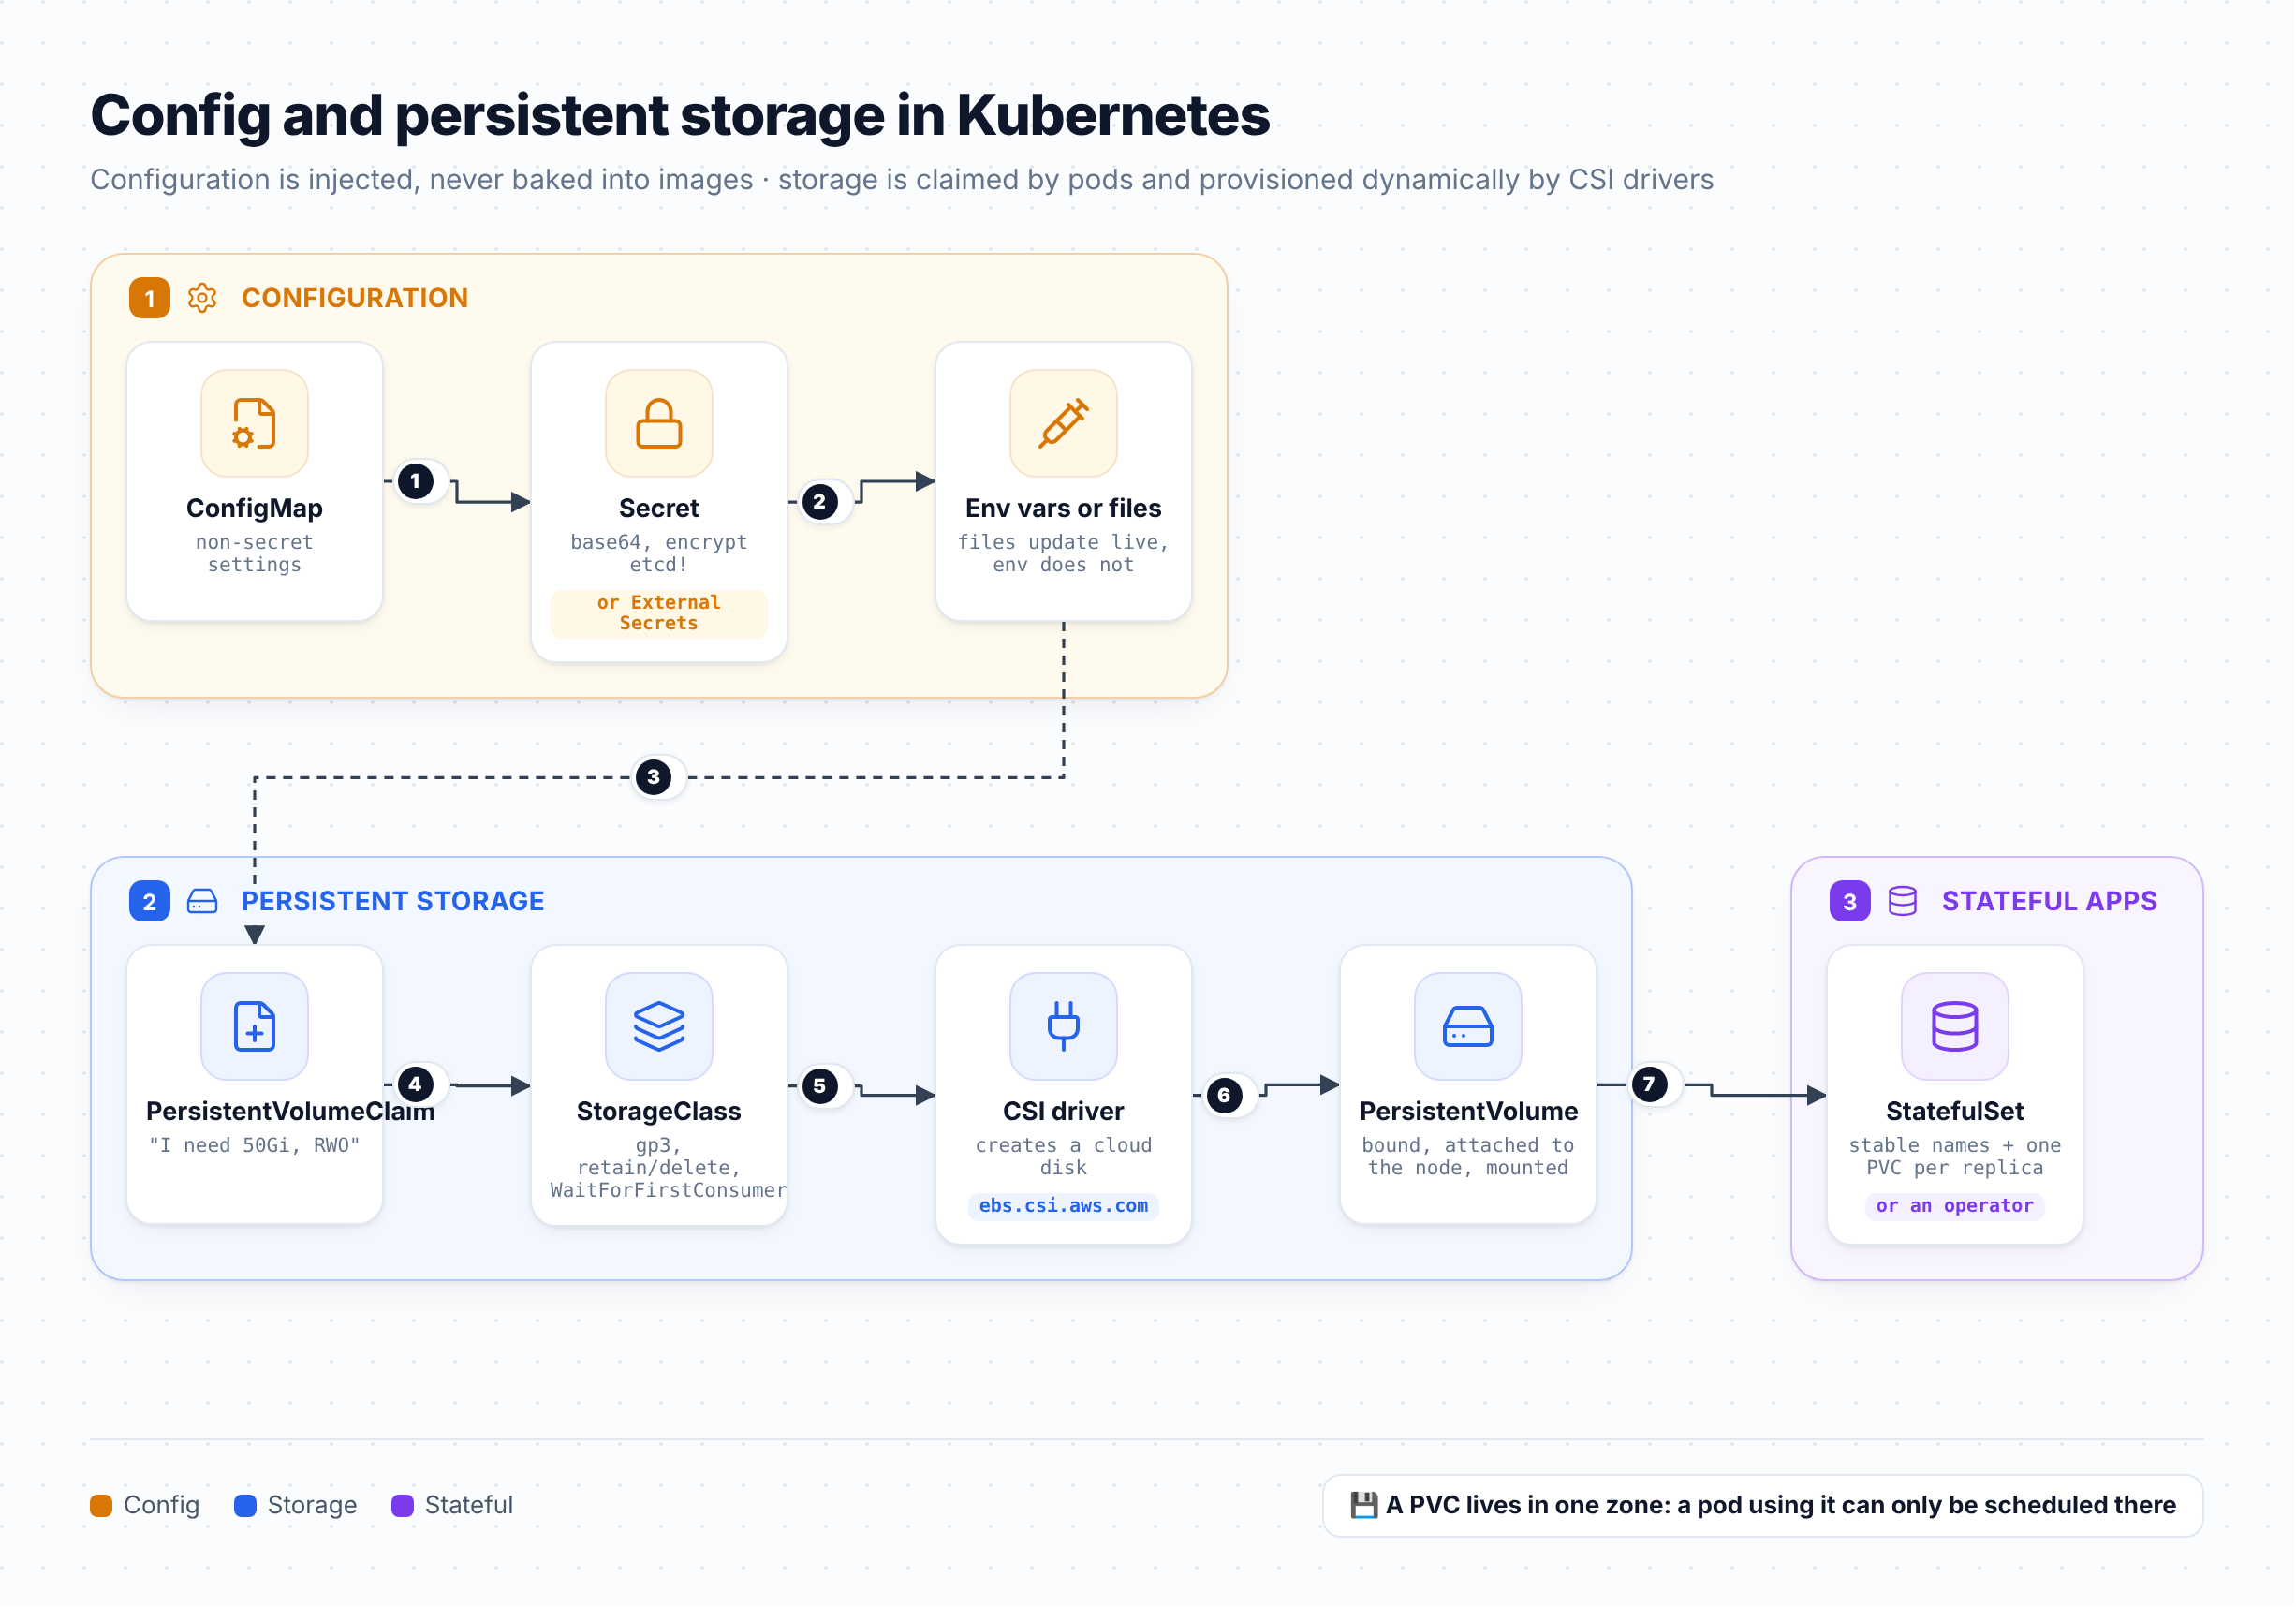 Config and persistent storage in Kubernetes
Configuration is injected, never baked into images · storage is claimed by pods and provisioned dynamically by CSI drivers
1 CONFIGURATION
ConfigMap
non-secret
settings
1
Secret
base64, encrypt
etcd!
or External
Secrets
2
Env vars or files
files update live,
env does not
3
2 PERSISTENT STORAGE
PersistentVolumeClaim
"I need 50Gi, RWO"
4
StorageClass
gp3,
retain/delete,
WaitForFirstConsumer
5
CSI driver
creates a cloud
disk
ebs.csi.aws.com
6
PersistentVolume
bound, attached to
the node, mounted
7
3 STATEFUL APPS
StatefulSet
stable names + one
PVC per replica
or an operator
Config
Storage
Stateful
💾 A PVC lives in one zone: a pod using it can only be scheduled there